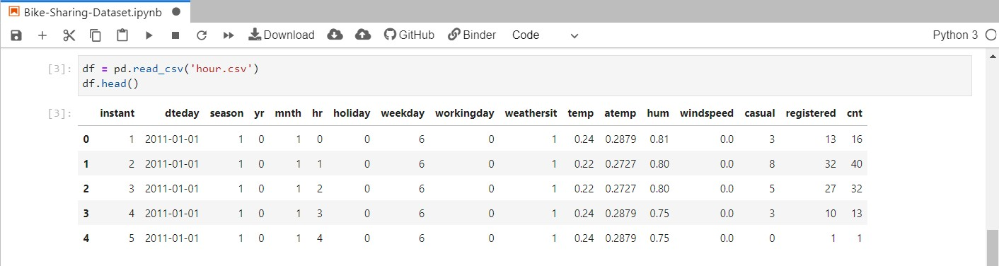 Bike-Sharing-Dataset.ipynb
Download GitHub Binder Code Python 3
[3]: df = pd.read_csv('hour.csv')
df.head()
[3]: instant dteday season yr mnth hr holiday weekday workingday weathersit temp atemp hum windspeed casual registered cnt
0 1 2011-01-01 1 0 1 0 0 6 0 1 0.24 0.2879 0.81 0.0 3 13 16
1 2 2011-01-01 1 0 1 1 0 6 0 1 0.22 0.2727 0.80 0.0 8 32 40
2 3 2011-01-01 1 0 1 2 0 6 0 1 0.22 0.2727 0.80 0.0 5 27 32
3 4 2011-01-01 1 0 1 3 0 6 0 1 0.24 0.2879 0.75 0.0 3 10 13
4 5 2011-01-01 1 0 1 4 0 6 0 1 0.24 0.2879 0.75 0.0 0 1 1